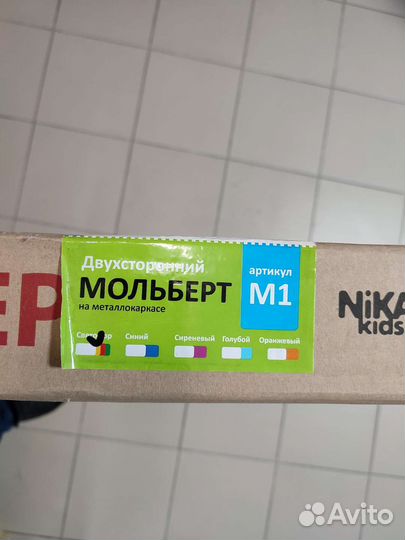 ЕР
Двухсторонний
МОЛЬБЕРТ
на металлокаркасе
артикул
М1
NiKA
kids
Синий
Сиреневый
Голубой
Оранжевый
Avito